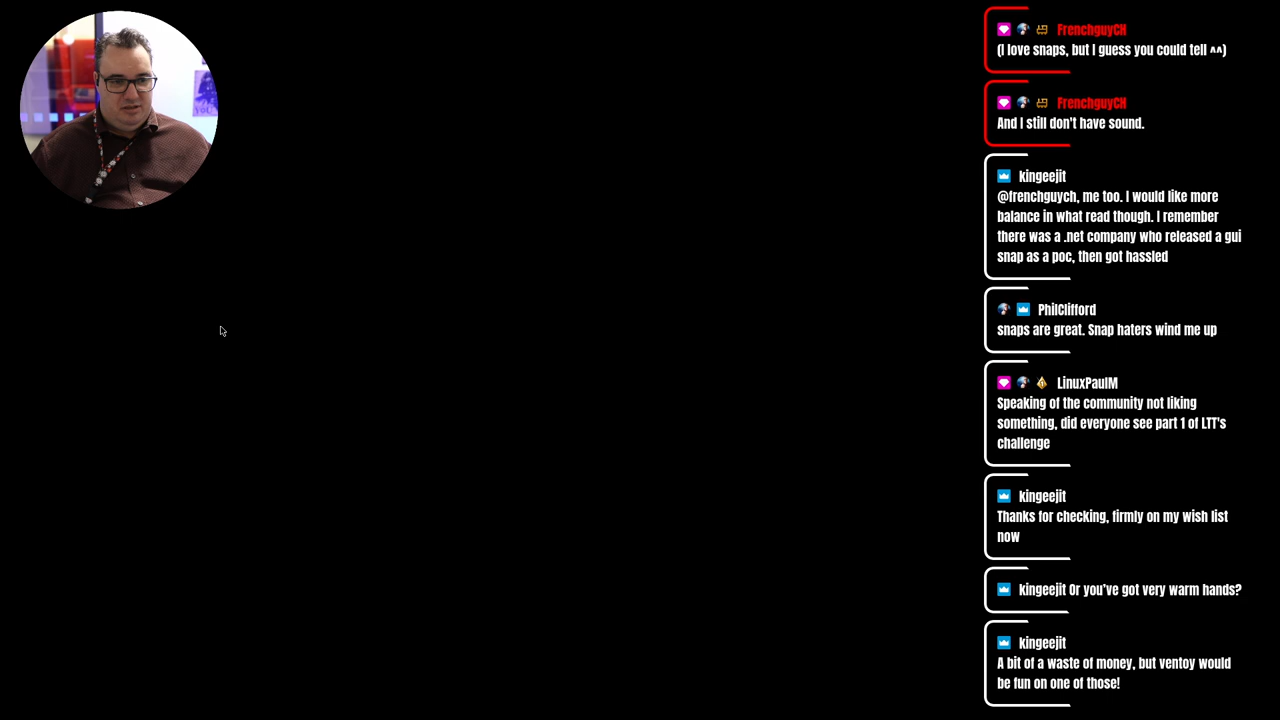 FrenchguyCH
(I love snaps, but I guess you could tell ^^)
FrenchguyCH
And I still don't have sound.
kingeejit
@frenchguych, me too. I would like more
balance in what read though. I remember
there was a .net company who released a gui
snap as a poc, then got hassled
PhilClifford
snaps are great. Snap haters wind me up
LinuxPaulM
Speaking of the community not liking
something, did everyone see part 1 of LTT's
challenge
kingeejit
Thanks for checking, firmly on my wish list
now
kingeejit Or you've got very warm hands?
kingeejit
A bit of a waste of money, but ventoy would
be fun on one of those!